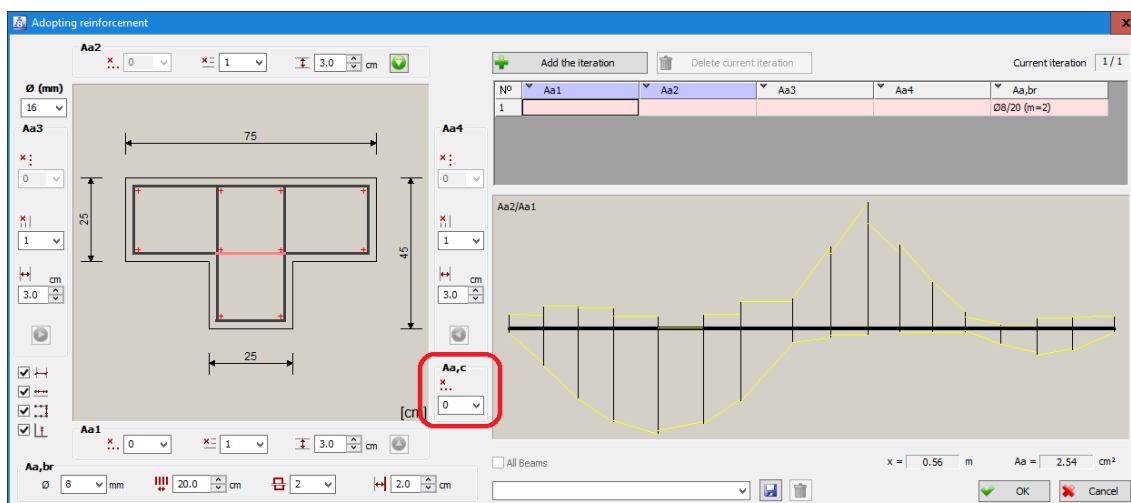 Adopting reinforcement x
Aa2
0 1 3.0 cm
Ø (mm)
16
Aa3
0
1
cm
3.0
75
25
45
25
[cm]
Aa4
0
1
cm
3.0
Aa,c
0
Aa1
0 1 3.0 cm
Aa,br
Ø 8 mm 20.0 cm 2 2.0 cm
Add the iteration Delete current iteration Current iteration 1 / 1
Nº Aa1 Aa2 Aa3 Aa4 Aa,br
1 Ø8/20 (m=2)
Aa2/Aa1
All Beams x = 0.56 m Aa = 2.54 cm²
OK Cancel